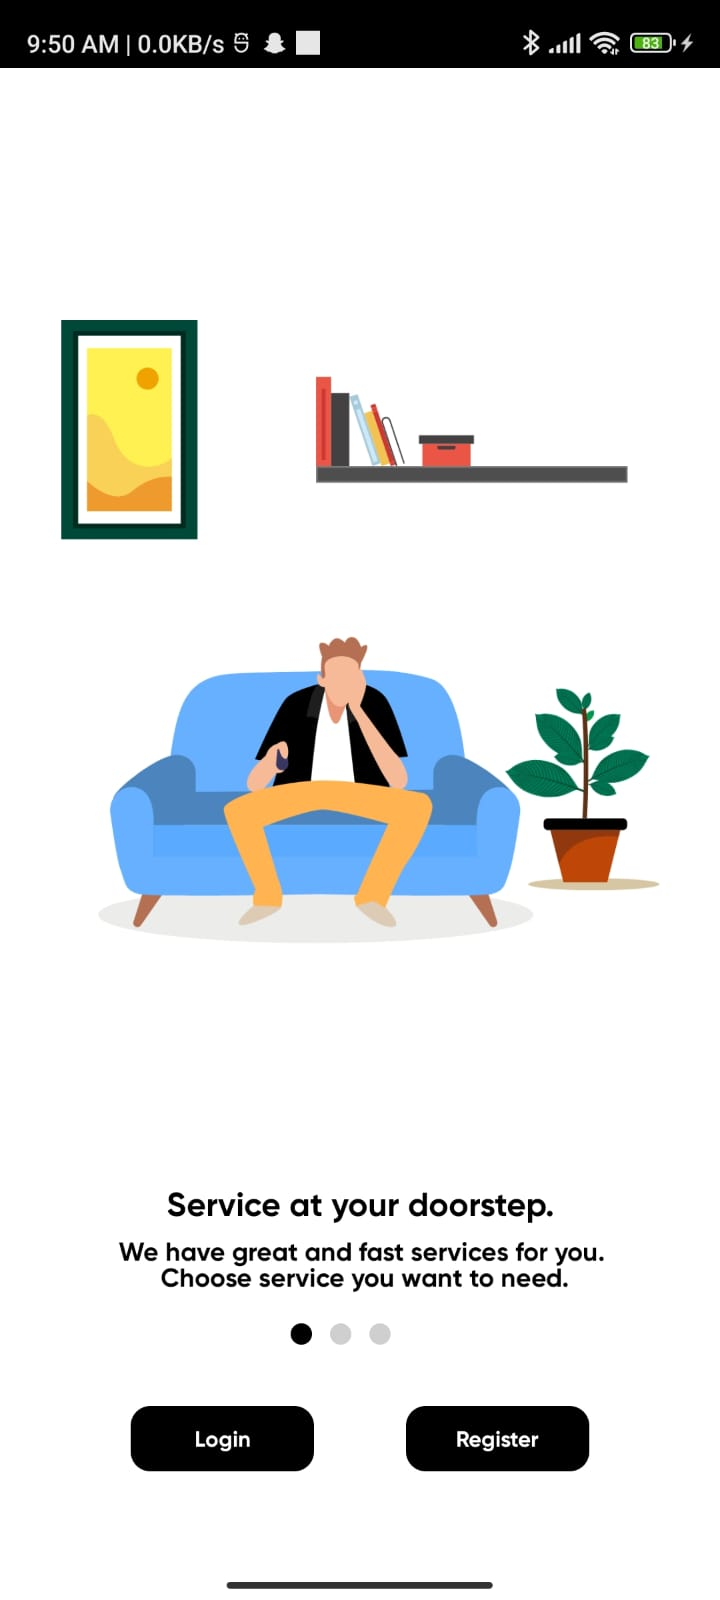 9:50 AM | 0.0KB/s 83
Service at your doorstep.
We have great and fast services for you.
Choose service you want to need.
Login Register